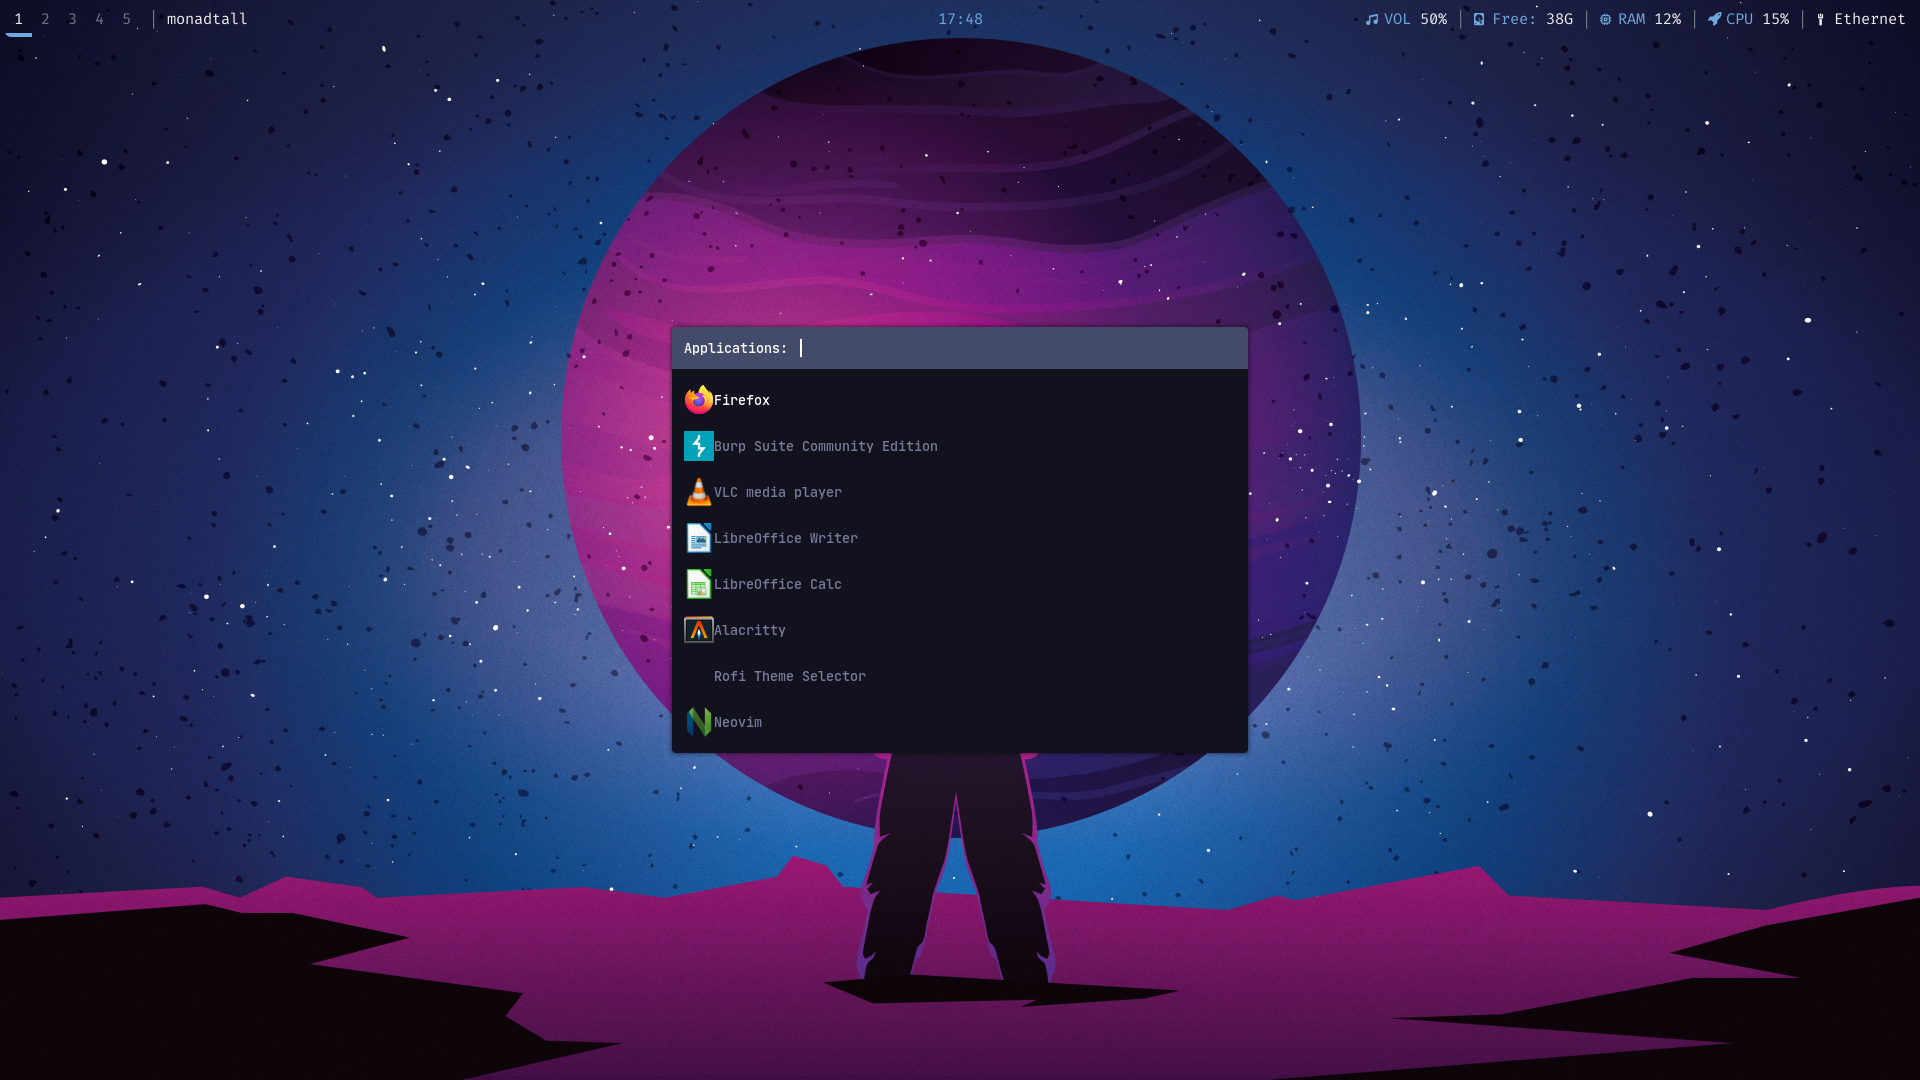 1 2 3 4 5 monadtall 17:48 VOL 50% Free: 38G RAM 12% CPU 15% Ethernet
Applications:
Firefox
Burp Suite Community Edition
VLC media player
LibreOffice Writer
LibreOffice Calc
Alacritty
Rofi Theme Selector
Neovim